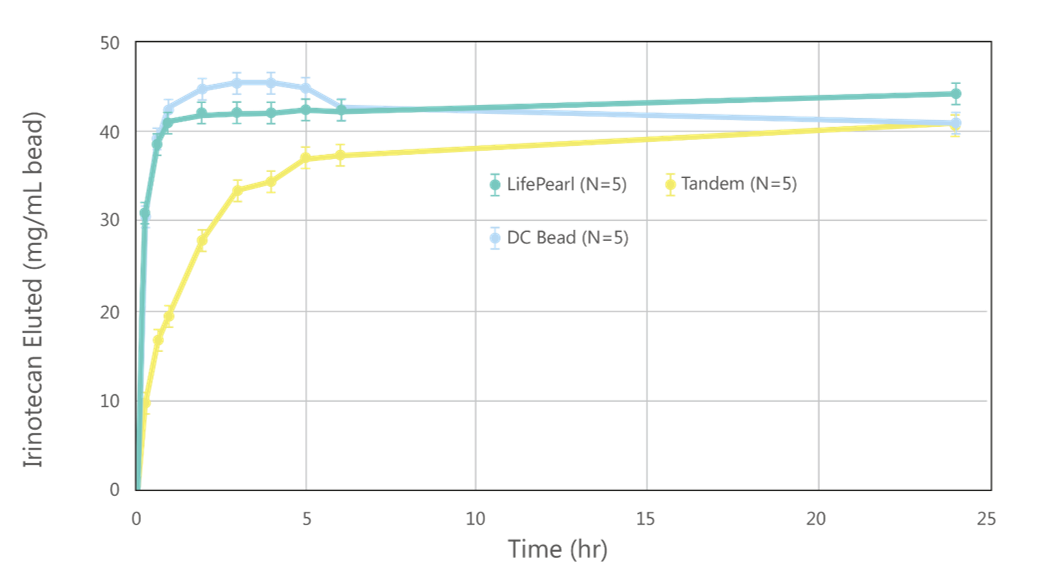 50
40
30
20
10
0
Irinotecan Eluted (mg/mL bead)
LifePearl (N=5) Tandem (N=5)
DC Bead (N=5)
0 5 10 15 20 25
Time (hr)